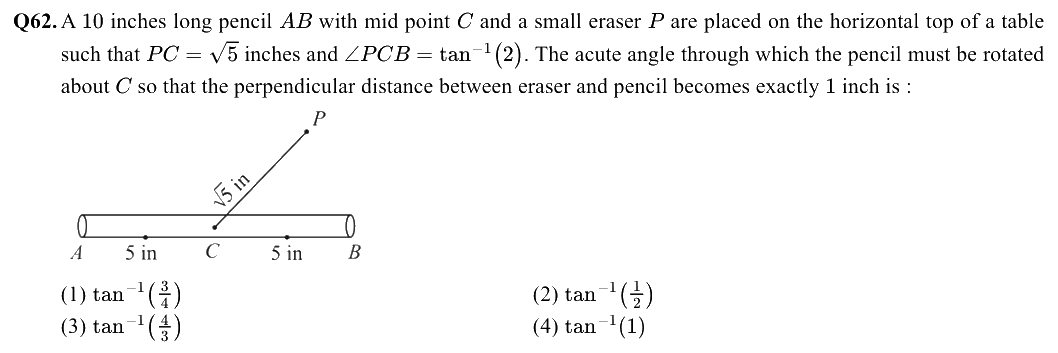 Q62. A 10 inches long pencil AB with mid point C and a small eraser P are placed on the horizontal top of a table
such that PC = √5 inches and ∠PCB = tan⁻¹(2). The acute angle through which the pencil must be rotated
about C so that the perpendicular distance between eraser and pencil becomes exactly 1 inch is :
P
√5 in
A 5 in C 5 in B
(1) tan⁻¹(3/4) (2) tan⁻¹(1/2)
(3) tan⁻¹(4/3) (4) tan⁻¹(1)